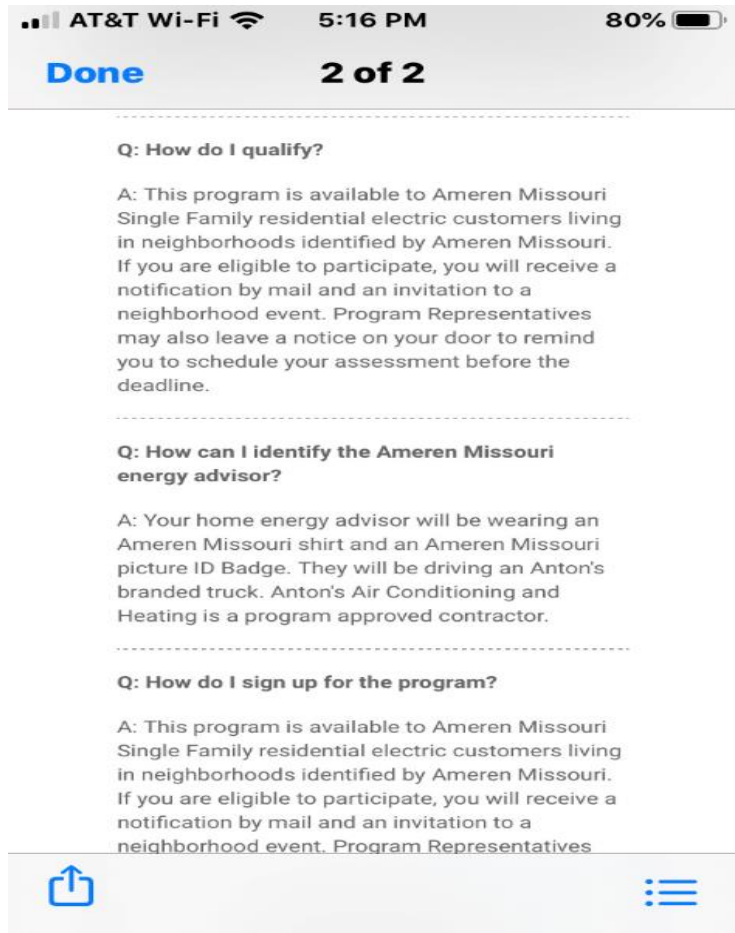 AT&T Wi-Fi 5:16 PM 80%
Done 2 of 2
Q: How do I qualify?
A: This program is available to Ameren Missouri
Single Family residential electric customers living
in neighborhoods identified by Ameren Missouri.
If you are eligible to participate, you will receive a
notification by mail and an invitation to a
neighborhood event. Program Representatives
may also leave a notice on your door to remind
you to schedule your assessment before the
deadline.
Q: How can I identify the Ameren Missouri
energy advisor?
A: Your home energy advisor will be wearing an
Ameren Missouri shirt and an Ameren Missouri
picture ID Badge. They will be driving an Anton's
branded truck. Anton's Air Conditioning and
Heating is a program approved contractor.
Q: How do I sign up for the program?
A: This program is available to Ameren Missouri
Single Family residential electric customers living
in neighborhoods identified by Ameren Missouri.
If you are eligible to participate, you will receive a
notification by mail and an invitation to a
neighborhood event. Program Representatives